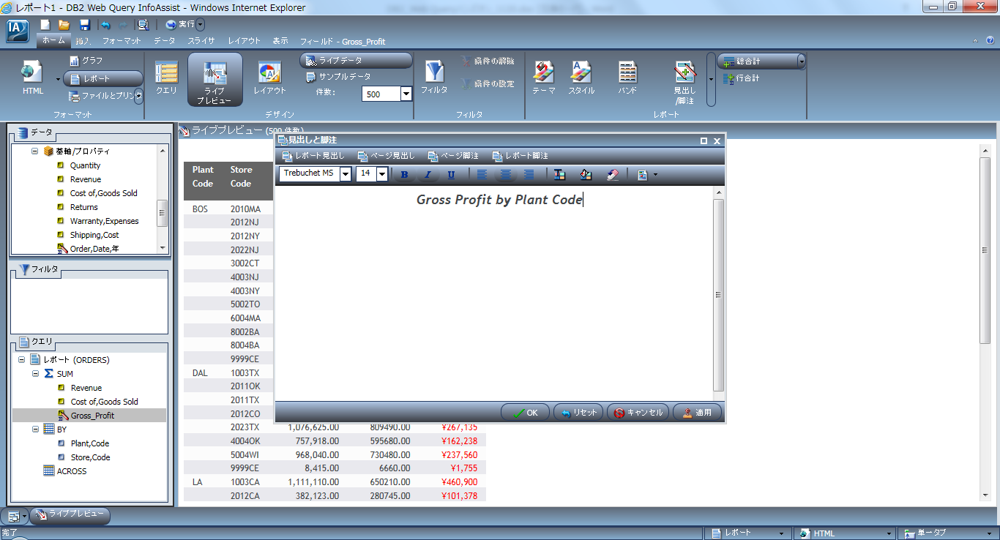 レポート1 - DB2 Web Query InfoAssist - Windows Internet Explorer
IA
実行
ホーム 挿入 フォーマット データ スライサ レイアウト 表示 フィールド - Gross_Profit
HTML
グラフ
レポート
ファイルとプリン
フォーマット
クエリ
ライブ
プレビュー
レイアウト
ライブデータ
サンプルデータ
件数: 500
デザイン
フィルタ
条件の解除
条件の設定
フィルタ
テーマ
スタイル
バンド
見出し
/脚注
総合計
行合計
レポート
データ
基軸/プロパティ
Quantity
Revenue
Cost of,Goods Sold
Returns
Warranty,Expenses
Shipping,Cost
Order,Date,年
フィルタ
クエリ
レポート (ORDERS)
SUM
Revenue
Cost of,Goods Sold
Gross_Profit
BY
Plant,Code
Store,Code
ACROSS
ライブプレビュー (500 件数)
Plant Store
Code Code
BOS 2010MA
2012NJ
2012NY
2022NJ
3002CT
4003NJ
4003NY
5002TO
6004MA
8002BA
8004BA
9999CE
DAL 1003TX
2011OK
2011TX
2012CO
2023TX 1,076,625.00 809490.00 ¥267,135
4004OK 757,918.00 595680.00 ¥162,238
5004WI 968,040.00 730480.00 ¥237,560
9999CE 8,415.00 6660.00 ¥1,755
LA 1003CA 1,111,110.00 650210.00 ¥460,900
2012CA 382,123.00 280745.00 ¥101,378
見出しと脚注
レポート見出し ページ見出し ページ脚注 レポート脚注
Trebuchet MS 14 B I U
Gross Profit by Plant Code
OK リセット キャンセル 適用
ライブプレビュー
完了 レポート HTML 単一タブ